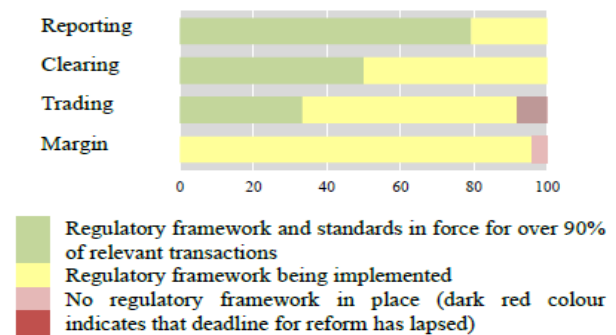 Reporting
Clearing
Trading
Margin
0 20 40 60 80 100
Regulatory framework and standards in force for over 90%
of relevant transactions
Regulatory framework being implemented
No regulatory framework in place (dark red colour
indicates that deadline for reform has lapsed)